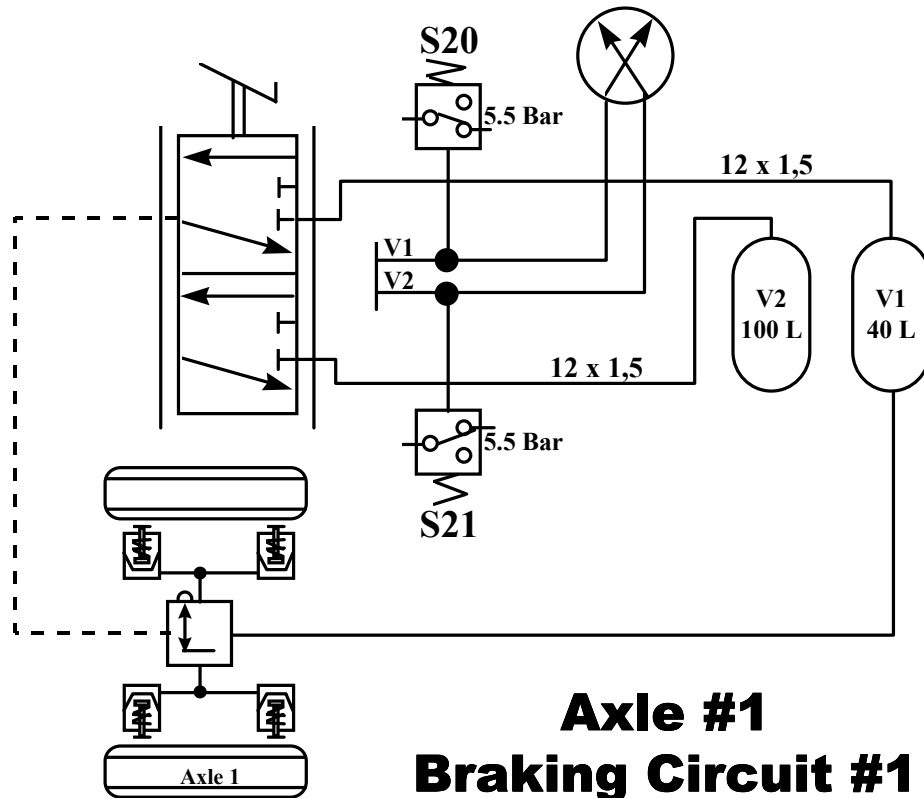 S20
5.5 Bar
12 x 1,5
V1
V2
V2
100 L
V1
40 L
12 x 1,5
5.5 Bar
S21
Axle 1
Axle #1
Braking Circuit #1